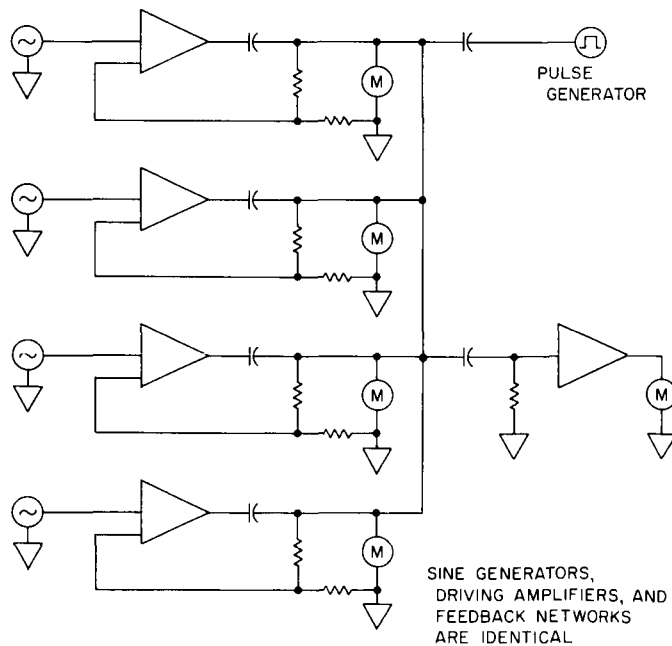 PULSE
GENERATOR
M
M
M
M
M
SINE GENERATORS,
DRIVING AMPLIFIERS, AND
FEEDBACK NETWORKS
ARE IDENTICAL